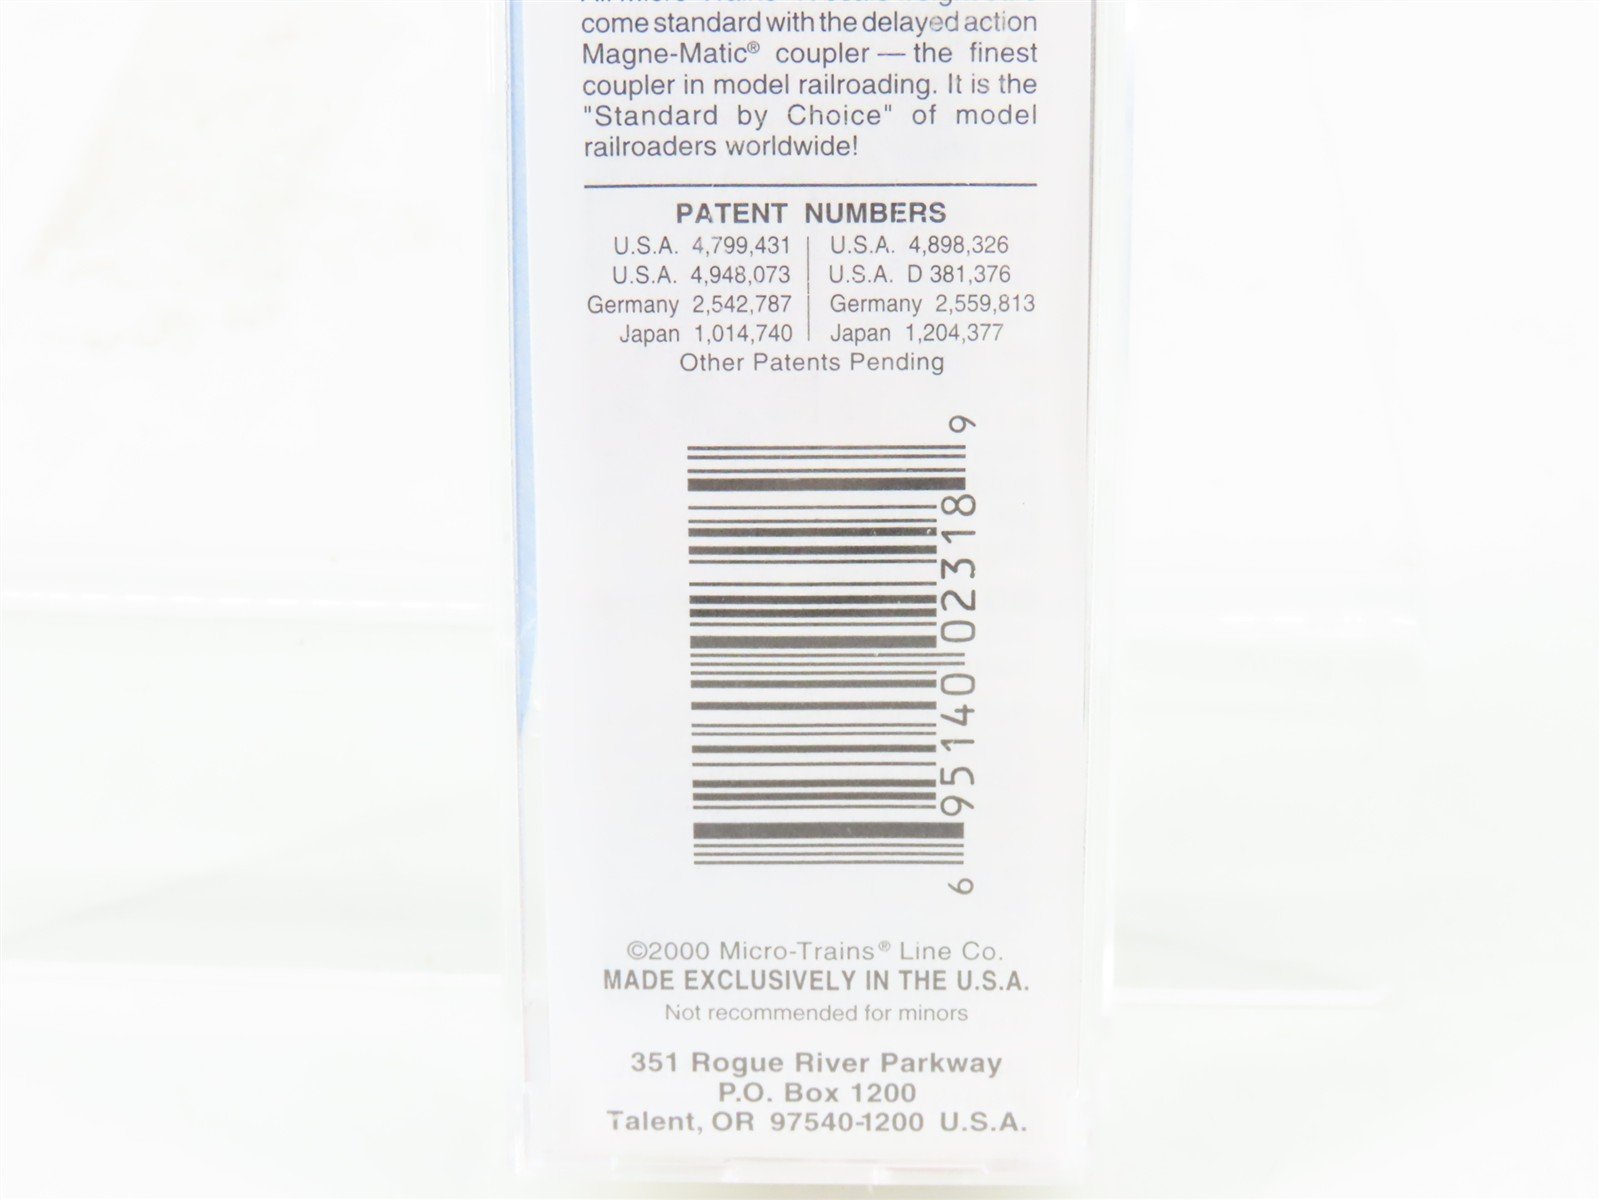 come standard with the delayed action
Magne-Matic® coupler — the finest
coupler in model railroading. It is the
"Standard by Choice" of model
railroaders worldwide!
PATENT NUMBERS
U.S.A. 4,799,431 | U.S.A. 4,898,326
U.S.A. 4,948,073 | U.S.A. D 381,376
Germany 2,542,787 | Germany 2,559,813
Japan 1,014,740 | Japan 1,204,377
Other Patents Pending
6 95140 02318 9
©2000 Micro-Trains® Line Co.
MADE EXCLUSIVELY IN THE U.S.A.
Not recommended for minors
351 Rogue River Parkway
P.O. Box 1200
Talent, OR 97540-1200 U.S.A.